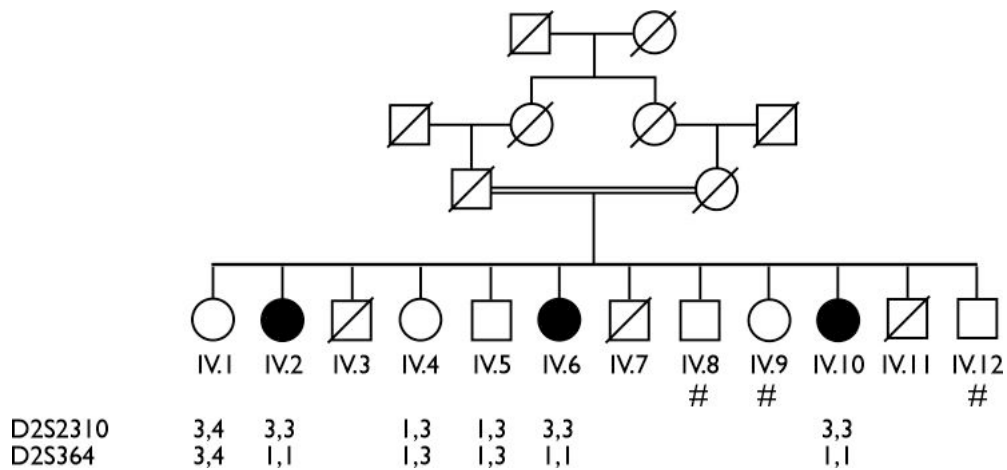 IV.1 IV.2 IV.3 IV.4 IV.5 IV.6 IV.7 IV.8 IV.9 IV.10 IV.11 IV.12
# # #
D2S2310 3,4 3,3 1,3 1,3 3,3 3,3
D2S364 3,4 1,1 1,3 1,3 1,1 1,1